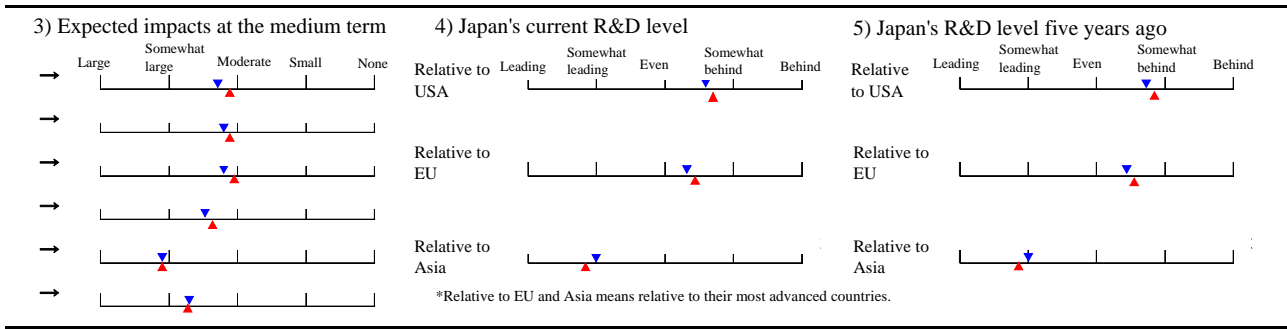 3) Expected impacts at the medium term
Large
Somewhat
large
Moderate
Small
None
4) Japan's current R&D level
Relative to
USA
Leading
Somewhat
leading
Even
Somewhat
behind
Behind
Relative to
EU
Relative to
Asia
*Relative to EU and Asia means relative to their most advanced countries.
5) Japan's R&D level five years ago
Relative
to USA
Leading
Somewhat
leading
Even
Somewhat
behind
Behind
Relative to
EU
Relative to
Asia